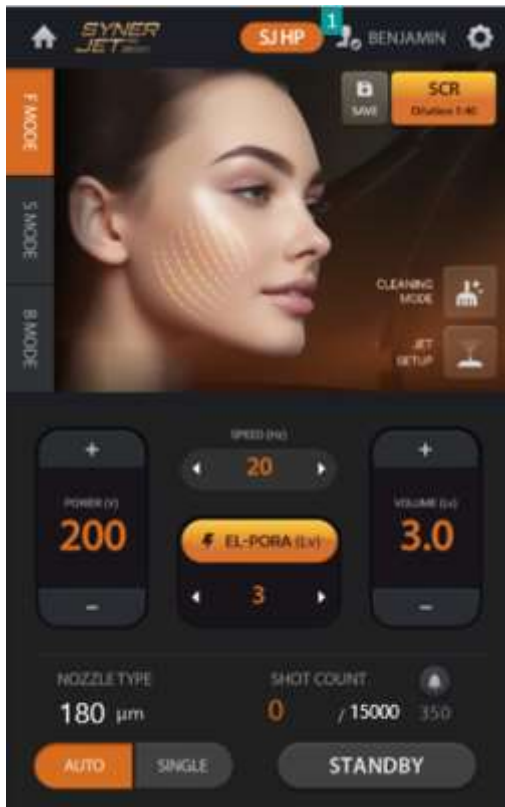 1
SYNER
JET
SJ HP
BENJAMIN
F MODE
S MODE
B MODE
SAVE
SCR
Dilution 1:40
CLEANING
MODE
JET
SETUP
SPEED (Hz)
20
POWER (V)
200
VOLUME (Lv)
3.0
EL-PORA (Lv)
3
NOZZLE TYPE
180 μm
SHOT COUNT
0 / 15000 350
AUTO
SINGLE
STANDBY